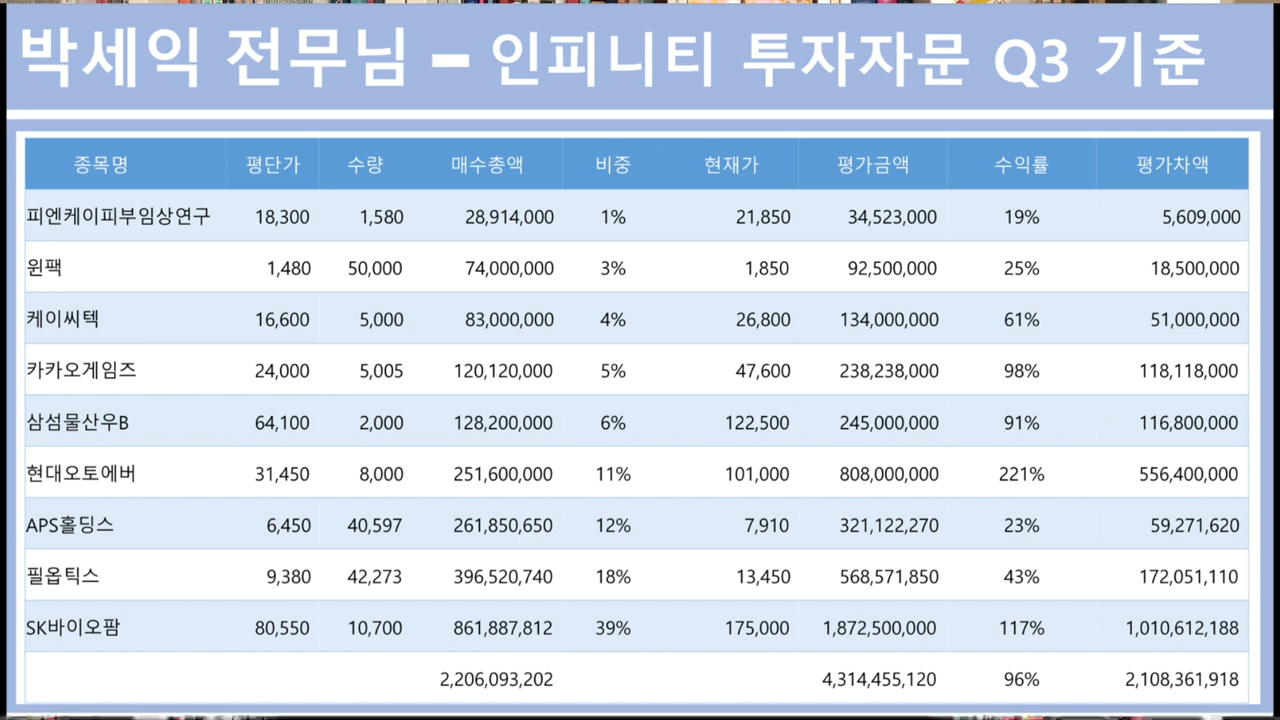 박세익 전무님 – 인피니티 투자자문 Q3 기준
종목명 평단가 수량 매수총액 비중 현재가 평가금액 수익률 평가차액
피엔케이피부임상연구 18,300 1,580 28,914,000 1% 21,850 34,523,000 19% 5,609,000
윈팩 1,480 50,000 74,000,000 3% 1,850 92,500,000 25% 18,500,000
케이씨텍 16,600 5,000 83,000,000 4% 26,800 134,000,000 61% 51,000,000
카카오게임즈 24,000 5,005 120,120,000 5% 47,600 238,238,000 98% 118,118,000
삼섬물산우B 64,100 2,000 128,200,000 6% 122,500 245,000,000 91% 116,800,000
현대오토에버 31,450 8,000 251,600,000 11% 101,000 808,000,000 221% 556,400,000
APS홀딩스 6,450 40,597 261,850,650 12% 7,910 321,122,270 23% 59,271,620
필옵틱스 9,380 42,273 396,520,740 18% 13,450 568,571,850 43% 172,051,110
SK바이오팜 80,550 10,700 861,887,812 39% 175,000 1,872,500,000 117% 1,010,612,188
2,206,093,202 4,314,455,120 96% 2,108,361,918